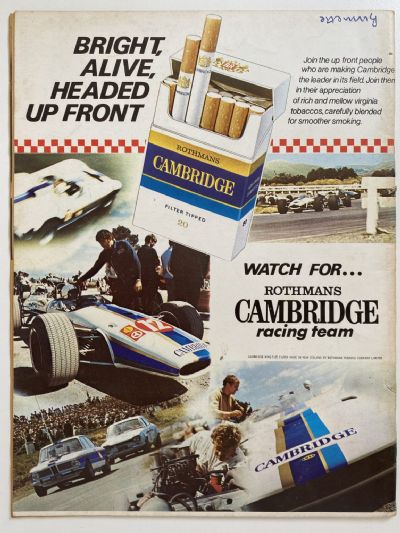 Burnette
BRIGHT,
ALIVE,
HEADED
UP FRONT
Join the up front people
who are making Cambridge
the leader in its field. Join them
in their appreciation
of rich and mellow virginia
tobaccos, carefully blended
for smoother smoking.
ROTHMANS
CAMBRIDGE
FILTER TIPPED
20
WATCH FOR...
ROTHMANS
CAMBRIDGE
racing team
CAMBRIDGE
CAMBRIDGE